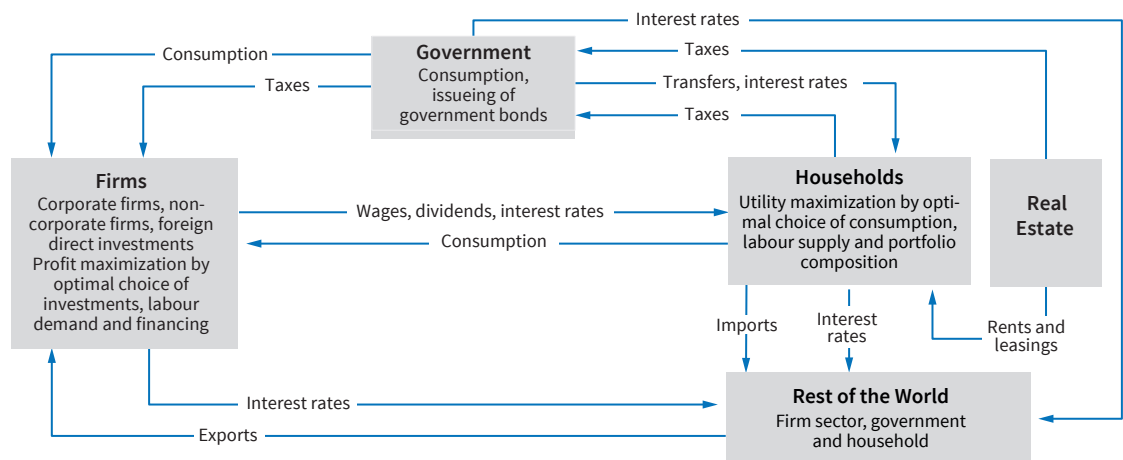 Interest rates
Consumption
Government
Taxes
Consumption,
issueing of
government bonds
Taxes
Transfers, interest rates
Taxes
Firms
Corporate firms, non-
corporate firms, foreign
direct investments
Profit maximization by
optimal choice of
investments, labour
demand and financing
Wages, dividends, interest rates
Consumption
Households
Utility maximization by opti-
mal choice of consumption,
labour supply and portfolio
composition
Real
Estate
Imports
Interest
rates
Rents and
leasings
Interest rates
Exports
Rest of the World
Firm sector, government
and household